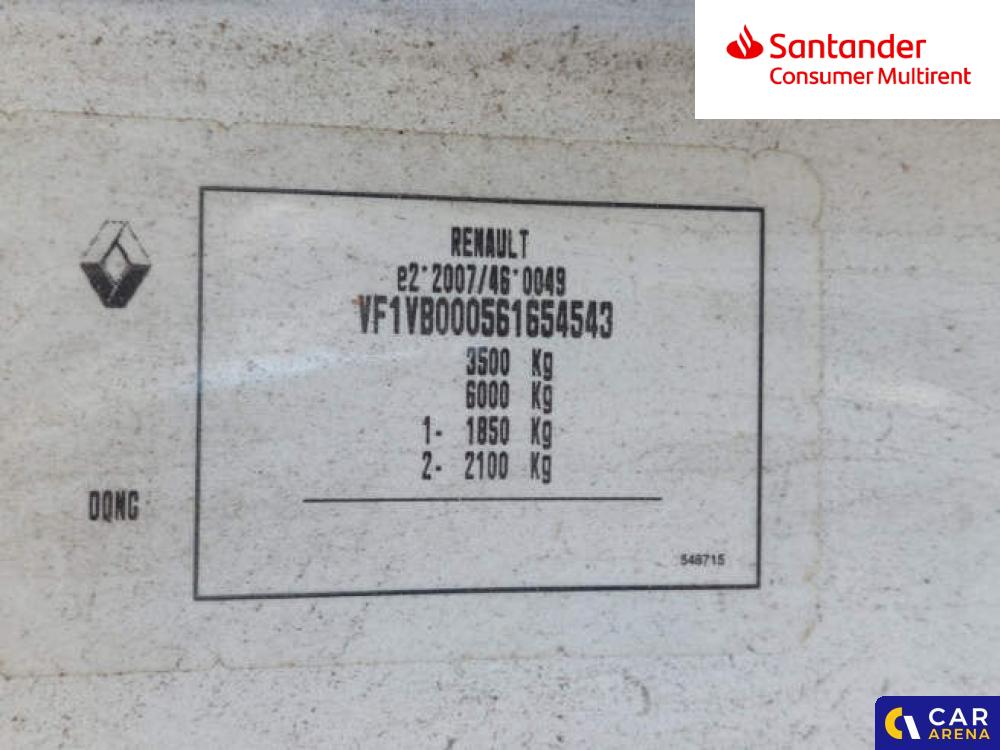 Santander
Consumer Multirent
RENAULT
e2*2007/46*0049
VF1VB000561654543
3500 Kg
6000 Kg
1- 1850 Kg
2- 2100 Kg
DQNG
548715
CAR
ARENA